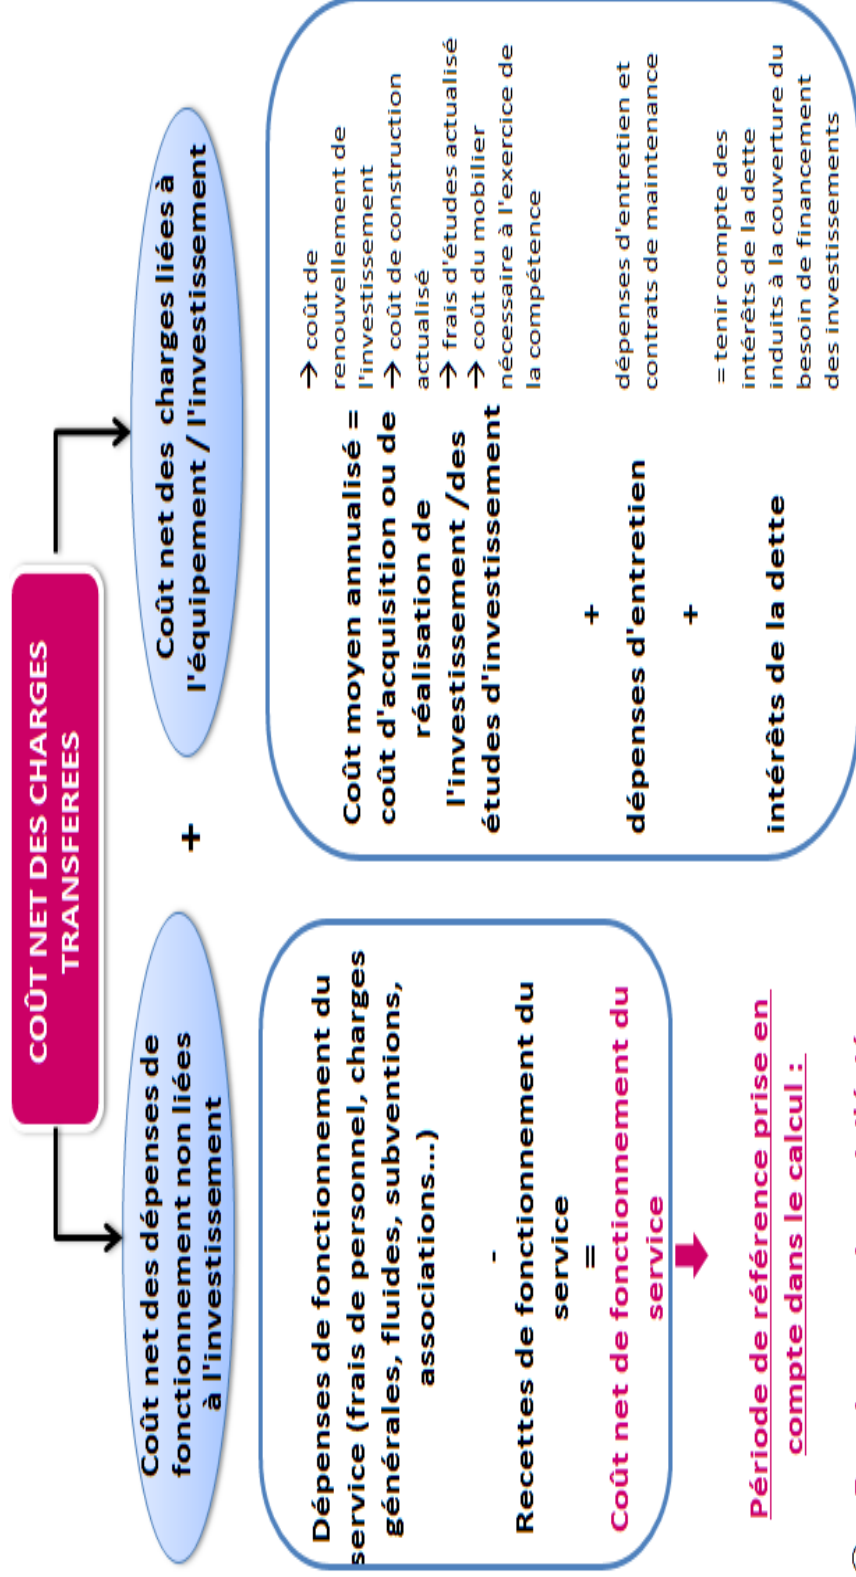 COÛT NET DES CHARGES
TRANSFEREES
Coût net des dépenses de
fonctionnement non liées
à l'investissement
+
Coût net des charges liées à
l'équipement / l'investissement
Dépenses de fonctionnement du
service (frais de personnel, charges
générales, fluides, subventions,
associations...)
-
Recettes de fonctionnement du
service
=
Coût net de fonctionnement du
service
Période de référence prise en
compte dans le calcul :
Coût moyen annualisé =
coût d'acquisition ou de
réalisation de
l'investissement /des
études d'investissement
+
dépenses d'entretien
+
intérêts de la dette
→ coût de
renouvellement de
l'investissement
→ coût de construction
actualisé
→ frais d'études actualisé
→ coût du mobilier
nécessaire à l'exercice de
la compétence
dépenses d'entretien et
contrats de maintenance
=tenir compte des
intérêts de la dette
induits à la couverture du
besoin de financement
des investissements